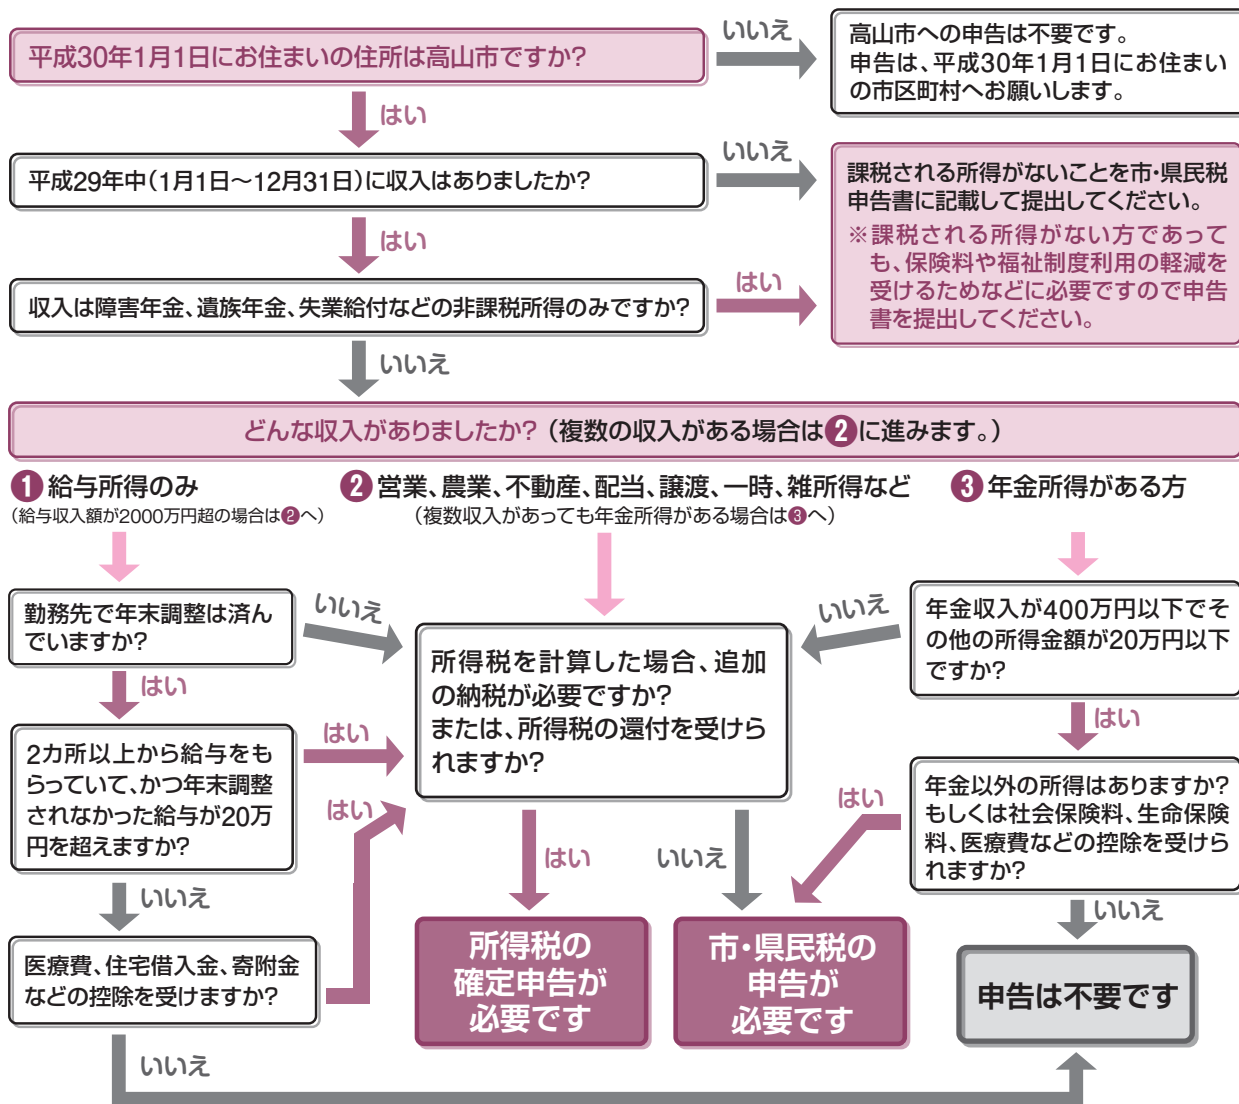 平成30年1月1日にお住まいの住所は高山市ですか?
いいえ
高山市への申告は不要です。
申告は、平成30年1月1日にお住まい
の市区町村へお願いします。
はい
平成29年中(1月1日～12月31日)に収入はありましたか?
いいえ
課税される所得がないことを市・県民税
申告書に記載して提出してください。
※課税される所得がない方であって
も、保険料や福祉制度利用の軽減を
受けるためなどに必要ですので申告
書を提出してください。
はい
収入は障害年金、遺族年金、失業給付などの非課税所得のみですか?
はい
いいえ
どんな収入がありましたか?(複数の収入がある場合は❷に進みます。)
❶給与所得のみ
(給与収入額が2000万円超の場合は❷へ)
❷営業、農業、不動産、配当、譲渡、一時、雑所得など
(複数収入があっても年金所得がある場合は❸へ)
❸年金所得がある方
勤務先で年末調整は済ん
でいますか?
いいえ
はい
2カ所以上から給与をも
らっていて、かつ年末調整
されなかった給与が20万
円を超えますか?
はい
いいえ
医療費、住宅借入金、寄附金
などの控除を受けますか?
はい
いいえ
所得税を計算した場合、追加
の納税が必要ですか?
または、所得税の還付を受けら
れますか?
はい
いいえ
年金収入が400万円以下でそ
の他の所得金額が20万円以下
ですか?
いいえ
はい
年金以外の所得はありますか?
もしくは社会保険料、生命保険
料、医療費などの控除を受けら
れますか?
はい
いいえ
所得税の
確定申告が
必要です
市・県民税の
申告が
必要です
申告は不要です